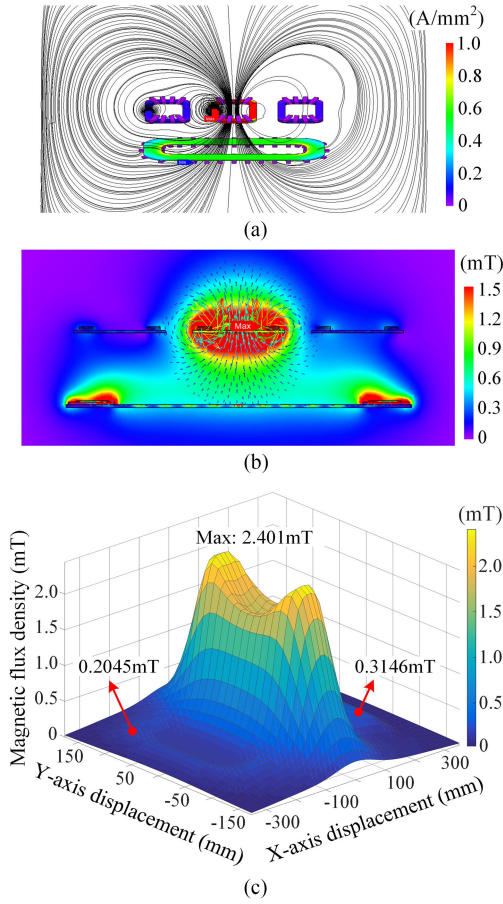 (A/mm²)
1.0
0.8
0.6
0.4
0.2
0
(a)
(mT)
1.5
1.2
0.9
0.6
0.3
0
Max
(b)
(mT)
Max: 2.401mT
2.0
1.5
1.0
0.5
0
Magnetic flux density (mT)
0.2045mT
0.3146mT
2.0
1.5
1.0
0.5
0
150
50
-50
-150
Y-axis displacement (mm)
-300
-100
100
300
X-axis displacement (mm)
(c)